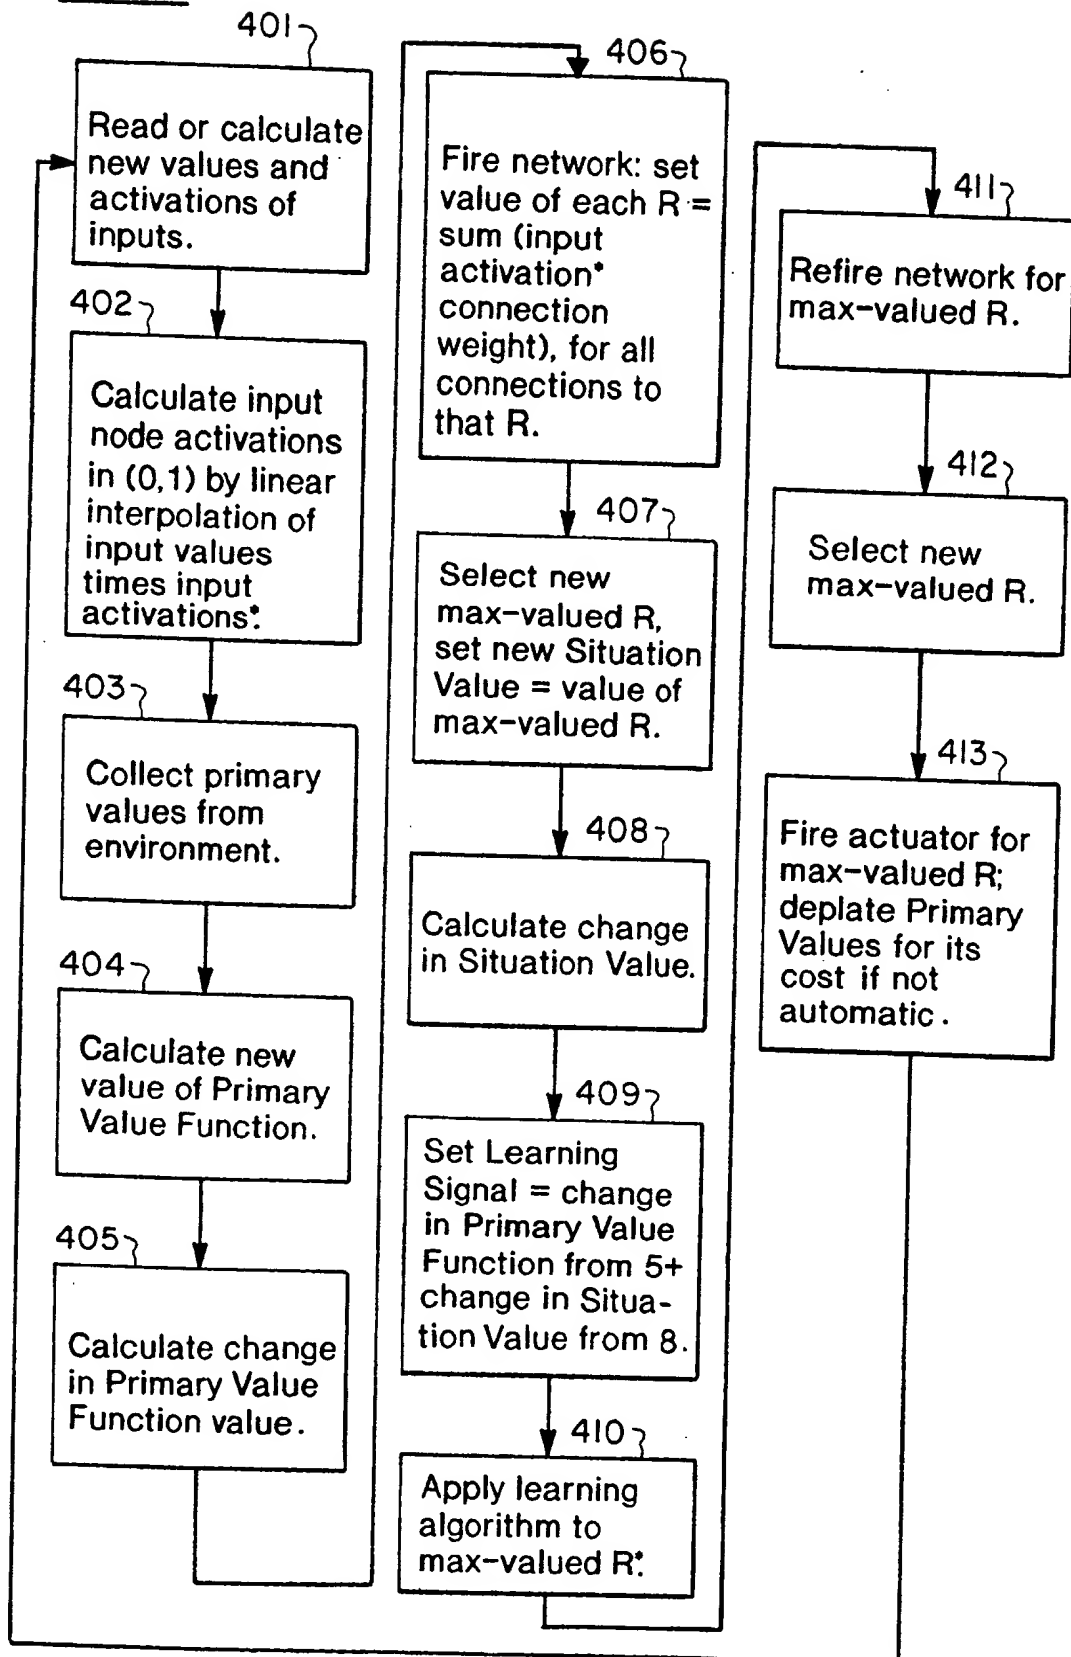 401
Read or calculate
new values and
activations of
inputs.
402
Calculate input
node activations
in (0,1) by linear
interpolation of
input values
times input
activations*.
403
Collect primary
values from
environment.
404
Calculate new
value of Primary
Value Function.
405
Calculate change
in Primary Value
Function value.
406
Fire network: set
value of each R =
sum (input
activation*
connection
weight), for all
connections to
that R.
407
Select new
max-valued R,
set new Situation
Value = value of
max-valued R.
408
Calculate change
in Situation Value.
409
Set Learning
Signal = change
in Primary Value
Function from 5+
change in Situa-
tion Value from 8.
410
Apply learning
algorithm to
max-valued R*.
411
Refire network for
max-valued R.
412
Select new
max-valued R.
413
Fire actuator for
max-valued R;
deplate Primary
Values for its
cost if not
automatic.